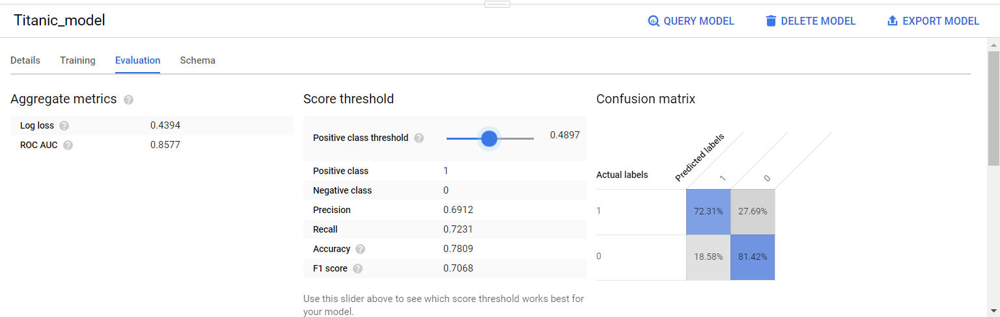 Titanic_model
QUERY MODEL
DELETE MODEL
EXPORT MODEL
Details Training Evaluation Schema
Aggregate metrics ?
Log loss ? 0.4394
ROC AUC ? 0.8577
Score threshold
Positive class threshold ? 0.4897
Positive class 1
Negative class 0
Precision 0.6912
Recall 0.7231
Accuracy ? 0.7809
F1 score ? 0.7068
Use this slider above to see which score threshold works best for
your model.
Confusion matrix
Predicted labels
Actual labels 1 0
1 72.31% 27.69%
0 18.58% 81.42%